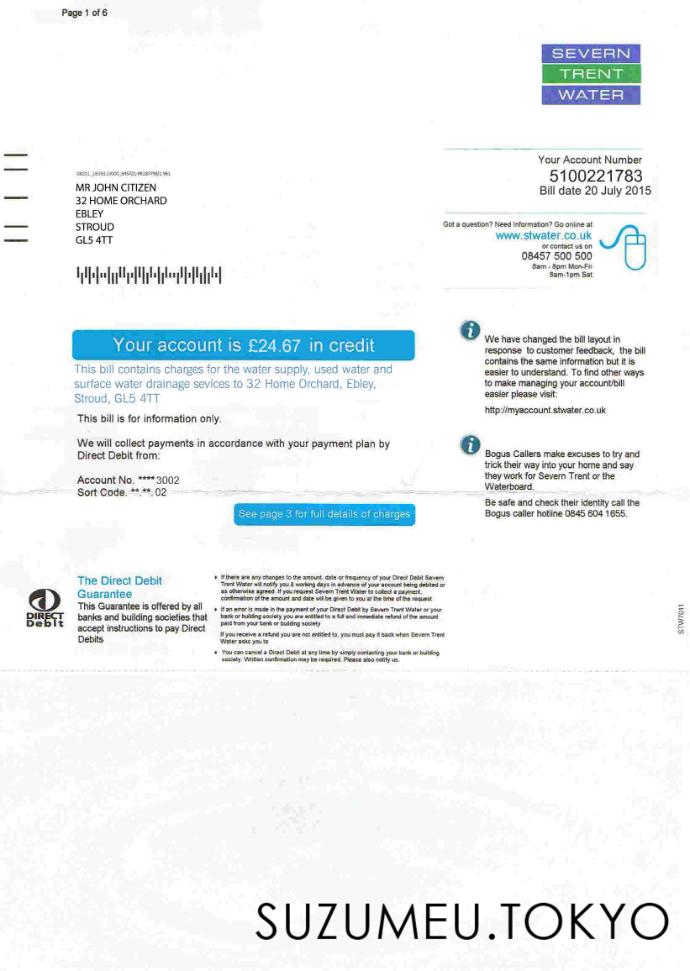 Page 1 of 6
SEVERN
TRENT
WATER
Your Account Number
5100221783
Bill date 20 July 2015
MR JOHN CITIZEN
32 HOME ORCHARD
EBLEY
STROUD
GL5 4TT
Got a question? Need Information? Go online at
www.stwater.co.uk
or contact us on
08457 500 500
8am - 8pm Mon-Fri
8am-1pm Sat
Your account is £24.67 in credit
This bill contains charges for the water supply, used water and
surface water drainage sevices to 32 Home Orchard, Ebley,
Stroud, GL5 4TT
This bill is for information only.
We will collect payments in accordance with your payment plan by
Direct Debit from:
Account No. ****3002
Sort Code. **.**.02
See page 3 for full details of charges
We have changed the bill layout in
response to customer feedback, the bill
contains the same information but it is
easier to understand. To find other ways
to make managing your account/bill
easier please visit:
http://myaccount.stwater.co.uk
Bogus Callers make excuses to try and
trick their way into your home and say
they work for Severn Trent or the
Waterboard.
Be safe and check their identity call the
Bogus caller hotline 0845 604 1655.
DIRECT
Debit
The Direct Debit
Guarantee
This Guarantee is offered by all
banks and building societies that
accept instructions to pay Direct
Debits
• If there are any changes to the amount, date or frequency of your Direct Debit Severn
Trent Water will notify you 8 working days in advance of your account being debited or
as otherwise agreed. If you request Severn Trent Water to collect a payment,
confirmation of the amount and date will be given to you at the time of the request
• If an error is made in the payment of your Direct Debit by Severn Trent Water or your
bank or building society you are entitled to a full and immediate refund of the amount
paid from your bank or building society
If you receive a refund you are not entitled to, you must pay it back when Severn Trent
Water asks you to
• You can cancel a Direct Debit at any time by simply contacting your bank or building
society. Written confirmation may be required. Please also notify us.
STW7011
SUZUMEU.TOKYO